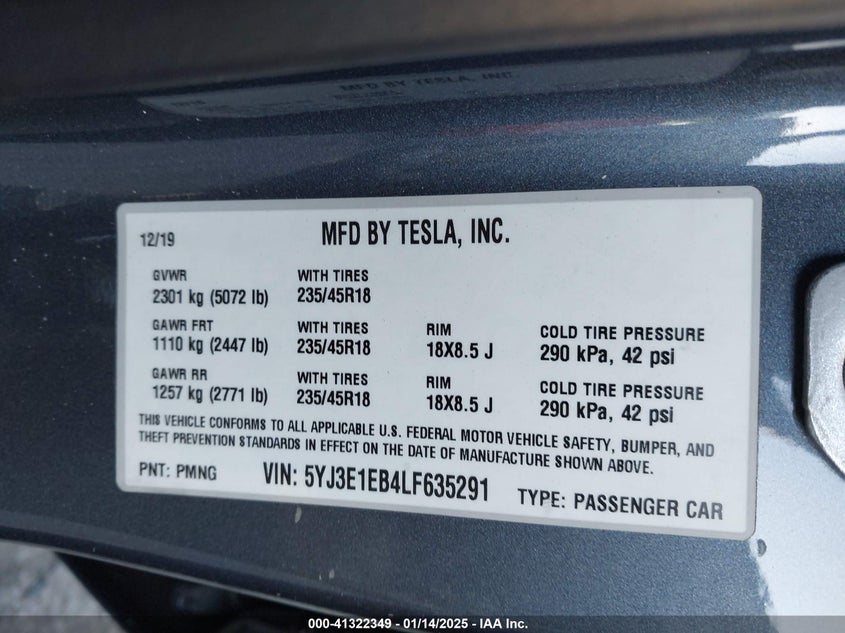 MFD BY TESLA, INC.
12/19 MFD BY TESLA, INC.
GVWR WITH TIRES
2301 kg (5072 lb) 235/45R18
GAWR FRT WITH TIRES RIM COLD TIRE PRESSURE
1110 kg (2447 lb) 235/45R18 18X8.5 J 290 kPa, 42 psi
GAWR RR WITH TIRES RIM COLD TIRE PRESSURE
1257 kg (2771 lb) 235/45R18 18X8.5 J 290 kPa, 42 psi
THIS VEHICLE CONFORMS TO ALL APPLICABLE U.S. FEDERAL MOTOR VEHICLE SAFETY, BUMPER, AND
THEFT PREVENTION STANDARDS IN EFFECT ON THE DATE OF MANUFACTURE SHOWN ABOVE.
PNT: PMNG VIN: 5YJ3E1EB4LF635291 TYPE: PASSENGER CAR
000-41322349 - 01/14/2025 - IAA Inc.